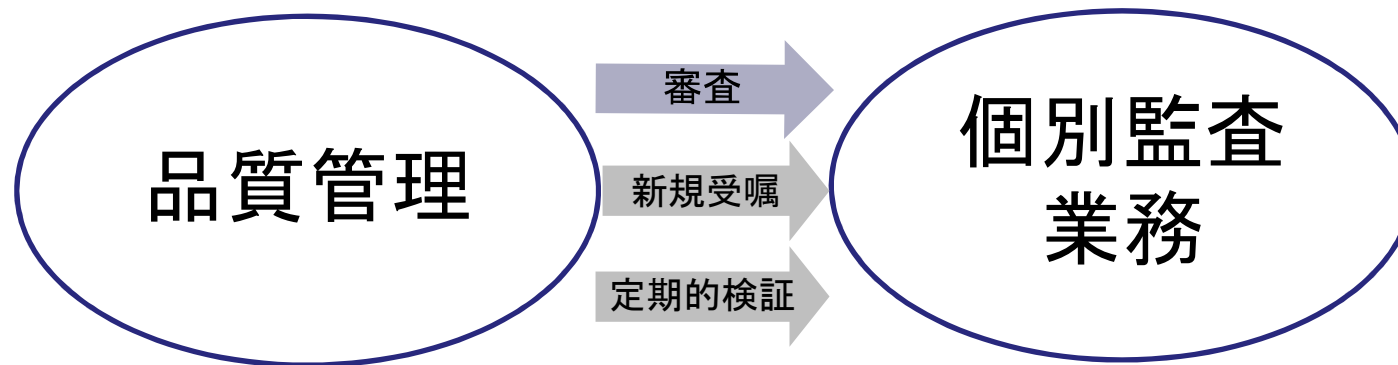 品質管理
審査
新規受嘱
定期的検証
個別監査
業務